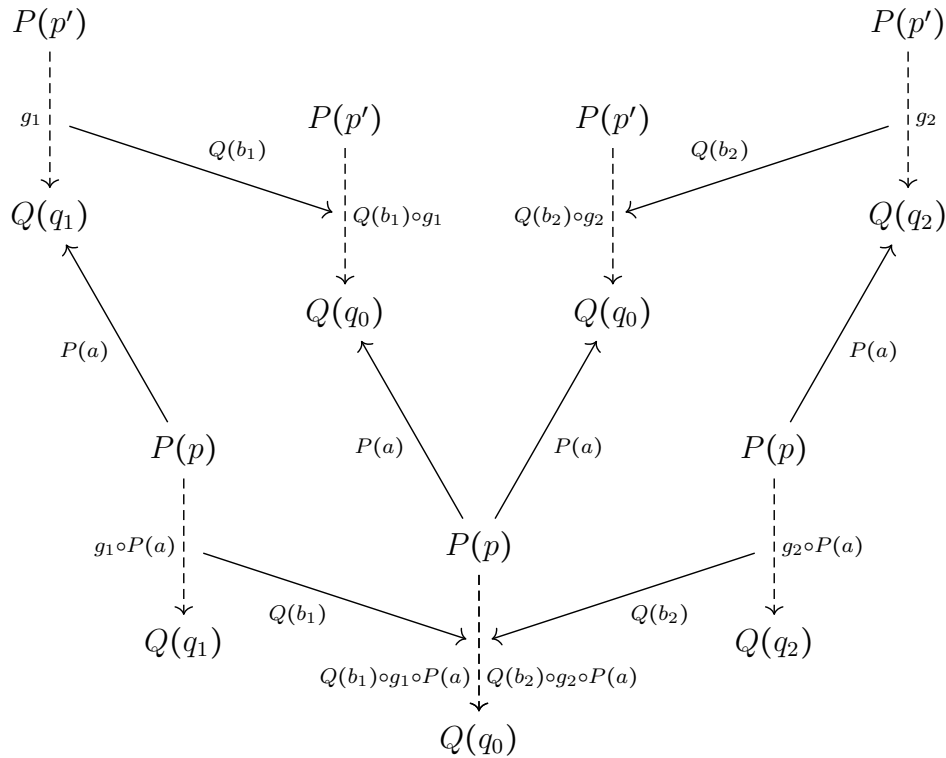 P(p′) P(p′)
g₁ P(p′) P(p′) g₂
Q(b₁) Q(b₂)
Q(q₁) Q(b₁)∘g₁ Q(b₂)∘g₂ Q(q₂)
Q(q₀) Q(q₀)
P(a) P(a)
P(p) P(a) P(a) P(p)
g₁∘P(a) P(p) g₂∘P(a)
Q(b₁) Q(b₂)
Q(q₁) Q(q₂)
Q(b₁)∘g₁∘P(a) Q(b₂)∘g₂∘P(a)
Q(q₀)